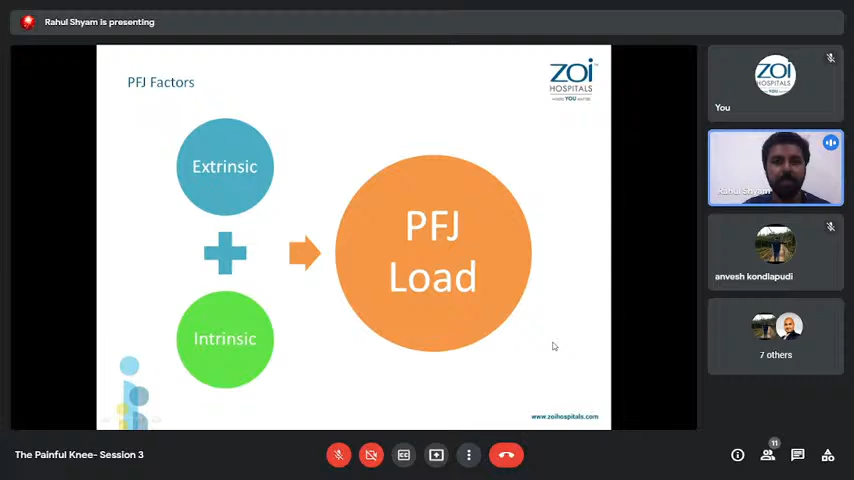 Rahul Shyam is presenting
PFJ Factors
ZOI
HOSPITALS
WHERE YOU MATTER
Extrinsic
Intrinsic
PFJ
Load
www.zoihospitals.com
ZOI
HOSPITALS
You
Rahul Shyam
anvesh kondlapudi
7 others
The Painful Knee- Session 3
CC
11